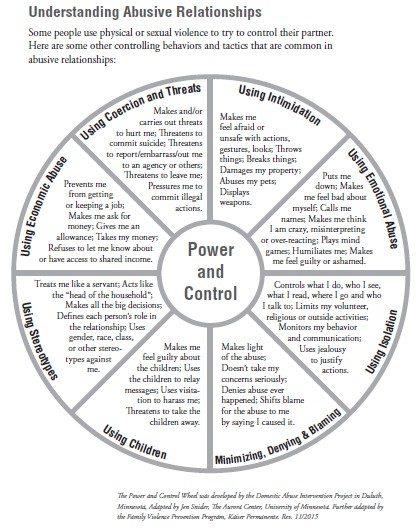 Understanding Abusive Relationships
Some people use physical or sexual violence to try to control their partner.
Here are some other controlling behaviors and tactics that are common in
abusive relationships:
Using Coercion and Threats
Makes and/or
carries out threats
to hurt me; Threatens to
commit suicide; Threatens
to report/embarrass/out me
to an agency or others;
Threatens to leave me;
Pressures me to
commit illegal
actions.
Using Intimidation
Makes me
feel afraid or
unsafe with actions,
gestures, looks; Throws
things; Breaks things;
Damages my property;
Abuses my pets;
Displays
weapons.
Using Emotional Abuse
Puts me
down; Makes
me feel bad about
myself; Calls me
names; Makes me think
I am crazy, misinterpreting
or over-reacting; Plays mind
games; Humiliates me; Makes
me feel guilty or ashamed.
Using Isolation
Controls what I do, who I see,
what I read, where I go and who
I talk to; Limits my volunteer,
religious or outside activities;
Monitors my behavior
and communication;
Uses jealousy
to justify
actions.
Minimizing, Denying & Blaming
Makes light
of the abuse;
Doesn't take my
concerns seriously;
Denies abuse ever
happened; Shifts blame
for the abuse to me
by saying I caused it.
Using Children
Makes me
feel guilty about
the children; Uses
the children to relay
messages; Uses visita-
tion to harass me;
Threatens to take the
children away.
Using Stereotypes
Treats me like a servant; Acts like
the "head of the household";
Makes all the big decisions;
Defines each person's role in
the relationship; Uses
gender, race, class,
or other stereo-
types against
me.
Using Economic Abuse
Prevents me
from getting
or keeping a job;
Makes me ask for
money; Gives me an
allowance; Takes my money;
Refuses to let me know about
or have access to shared income.
Power
and
Control
The Power and Control Wheel was developed by the Domestic Abuse Intervention Project in Duluth,
Minnesota, Adapted by Jen Snider, The Aurora Center, University of Minnesota. Further adapted by
the Family Violence Prevention Program, Kaiser Permanente. Rev. 11/2015